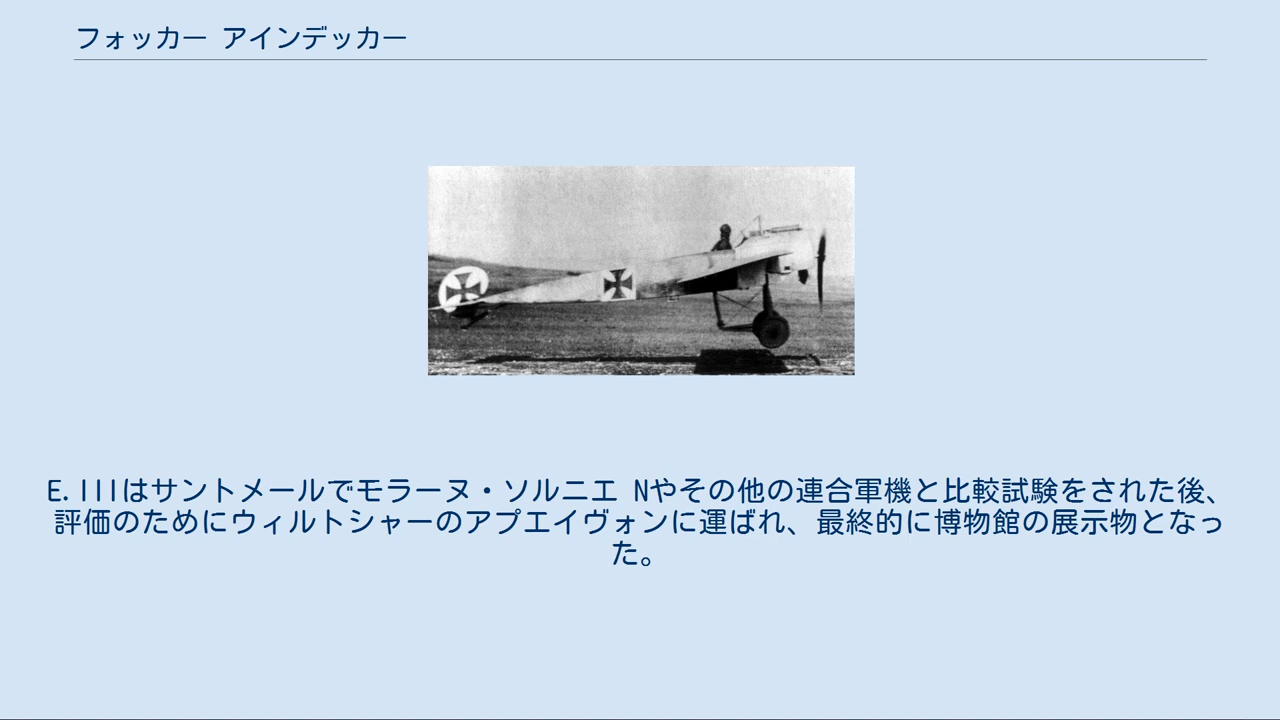 フォッカー アインデッカー
E.IIIはサントメールでモラーヌ・ソルニエ Nやその他の連合軍機と比較試験をされた後、
評価のためにウィルトシャーのアプエイヴォンに運ばれ、最終的に博物館の展示物となっ
た。